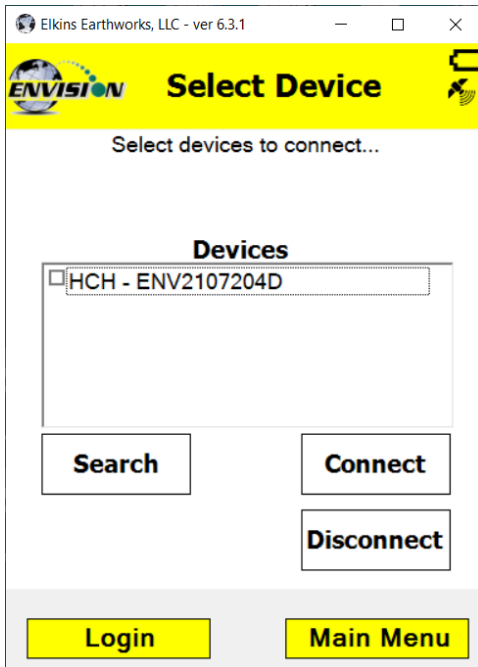 Elkins Earthworks, LLC - ver 6.3.1
ENVISION
Select Device
Select devices to connect...
Devices
HCH - ENV2107204D
Search
Connect
Disconnect
Login
Main Menu